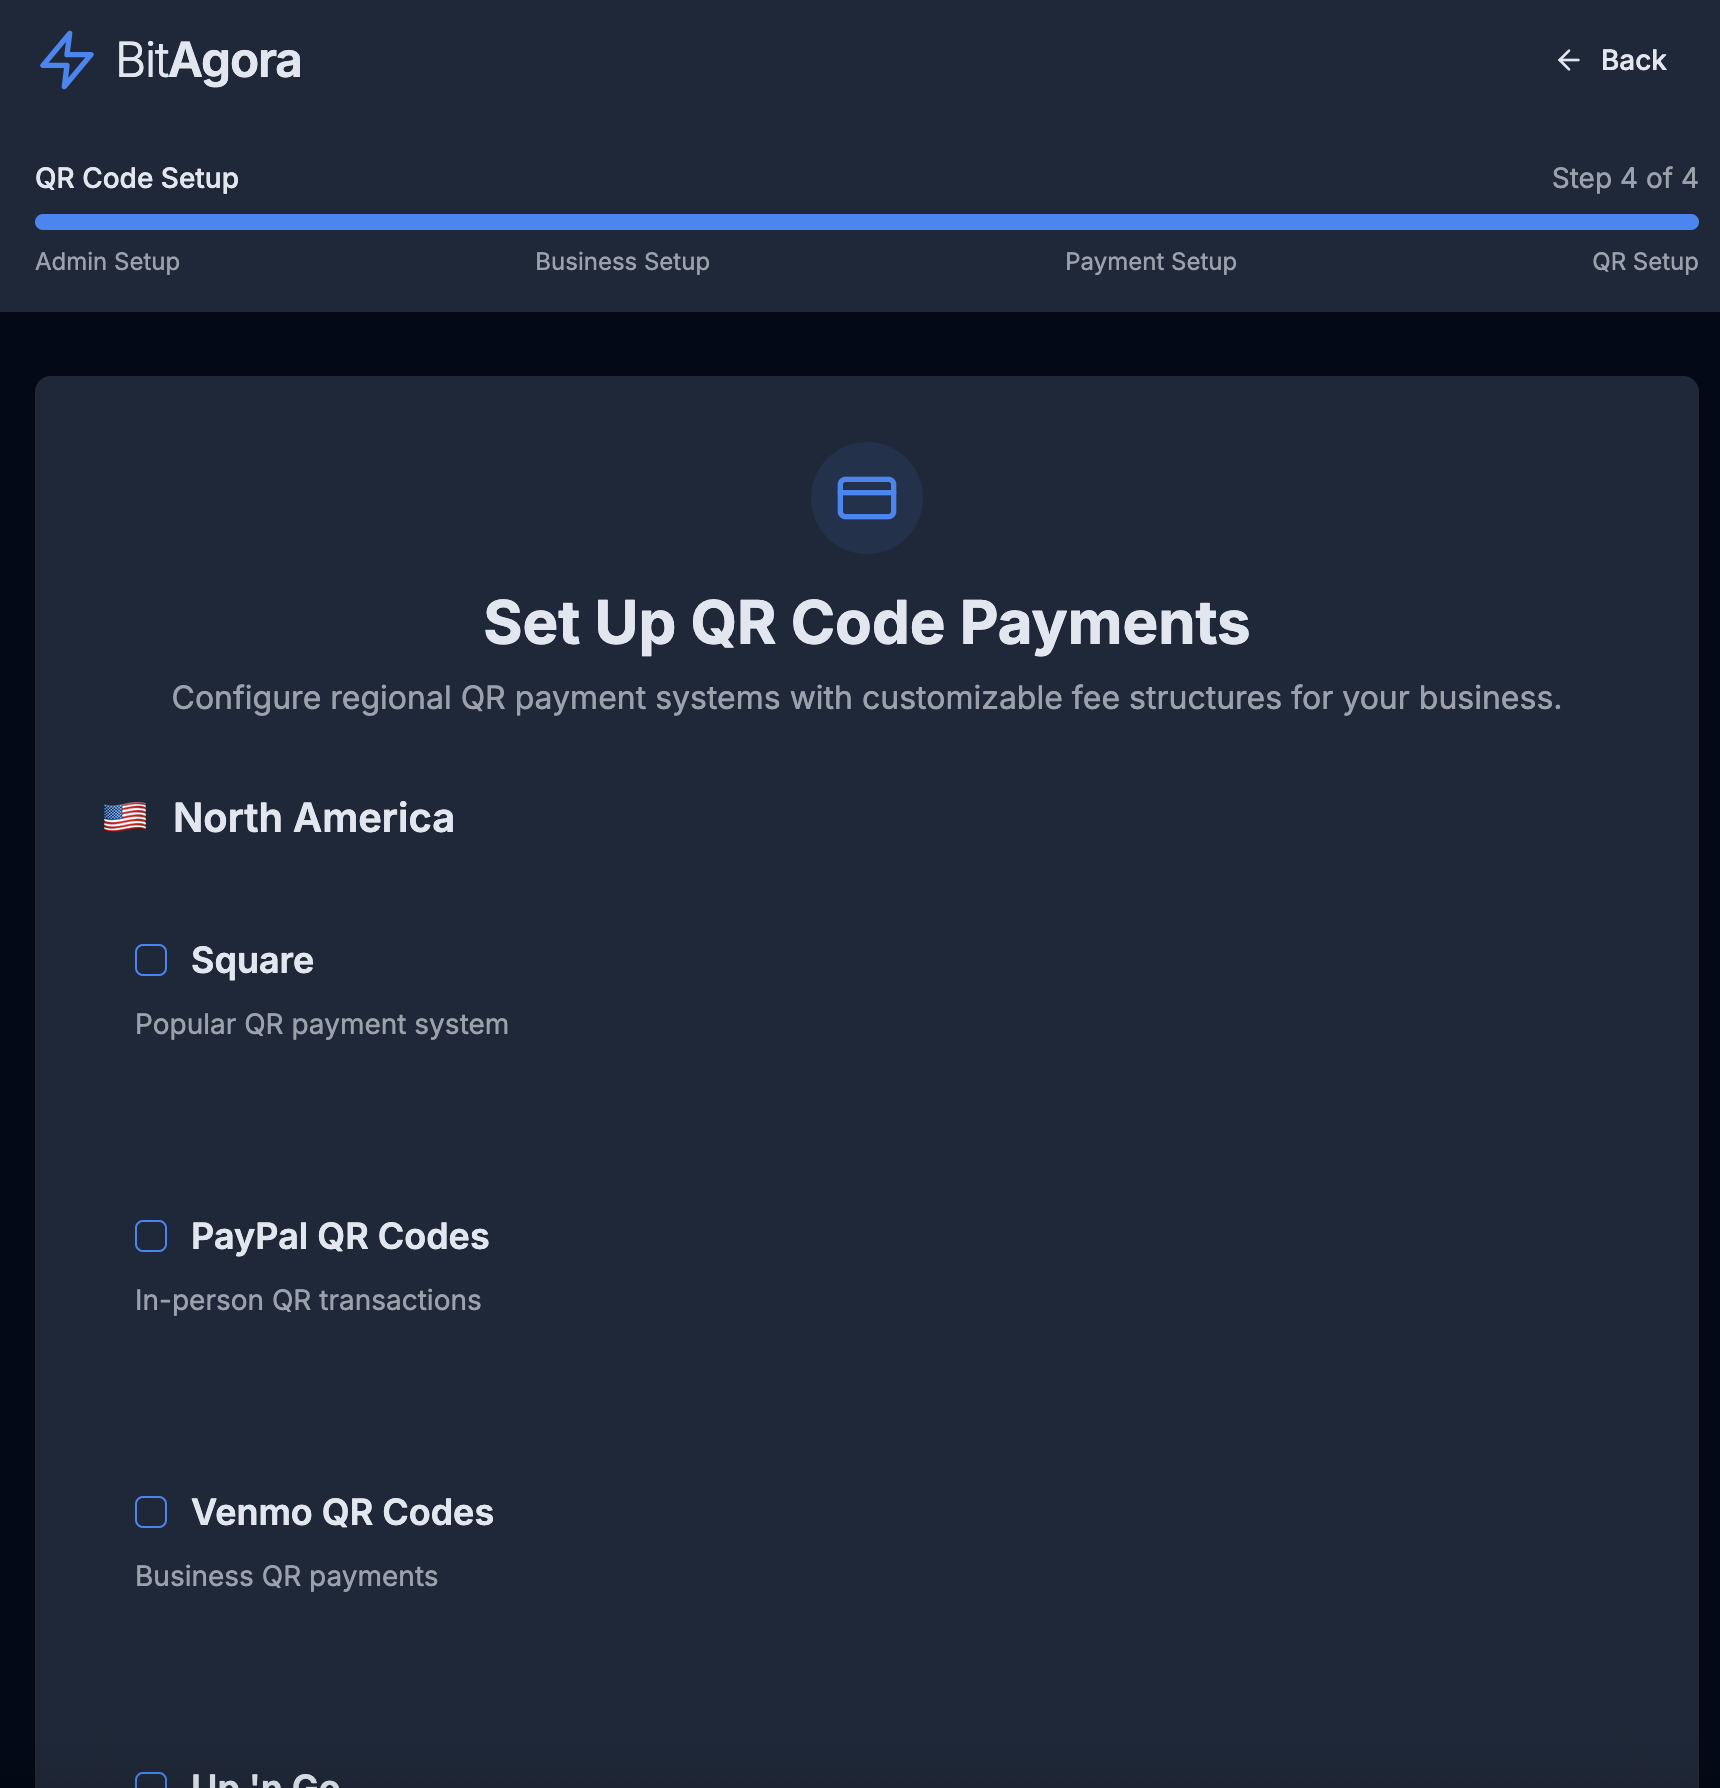 BitAgora
Back
QR Code Setup
Step 4 of 4
Admin Setup
Business Setup
Payment Setup
QR Setup
Set Up QR Code Payments
Configure regional QR payment systems with customizable fee structures for your business.
North America
Square
Popular QR payment system
PayPal QR Codes
In-person QR transactions
Venmo QR Codes
Business QR payments
Up 'n Go